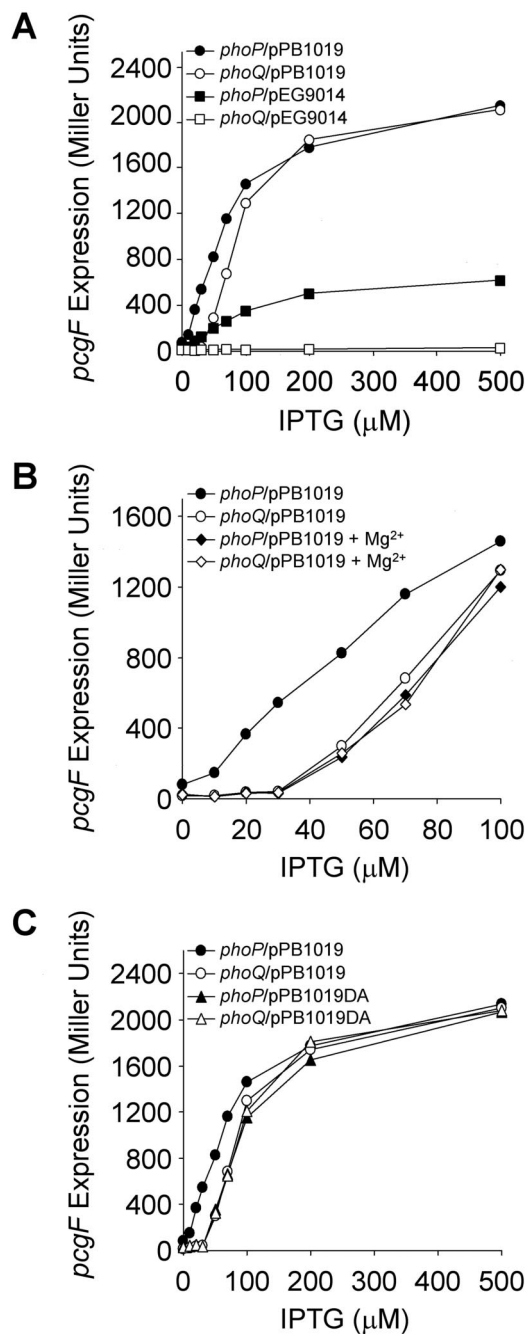 A
phoP/pPB1019
phoQ/pPB1019
phoP/pEG9014
phoQ/pEG9014
2400
2000
1600
1200
800
400
0
pcgF Expression (Miller Units)
0 100 200 300 400 500
IPTG (μM)
B
phoP/pPB1019
phoQ/pPB1019
phoP/pPB1019 + Mg²⁺
phoQ/pPB1019 + Mg²⁺
1600
1200
800
400
0
pcgF Expression (Miller Units)
0 20 40 60 80 100
IPTG (μM)
C
phoP/pPB1019
phoQ/pPB1019
phoP/pPB1019DA
phoQ/pPB1019DA
2400
2000
1600
1200
800
400
0
pcgF Expression (Miller Units)
0 100 200 300 400 500
IPTG (μM)